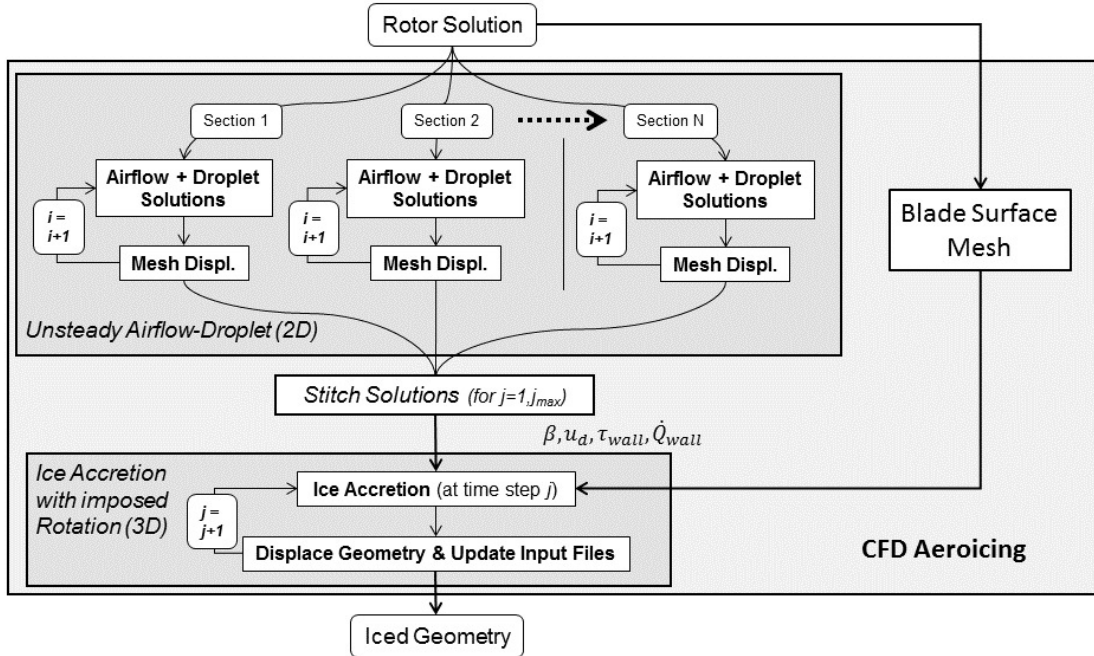 Rotor Solution
Section 1
Section 2
Section N
Airflow + Droplet
Solutions
Airflow + Droplet
Solutions
Airflow + Droplet
Solutions
i =
i+1
i =
i+1
i =
i+1
Mesh Displ.
Mesh Displ.
Mesh Displ.
Unsteady Airflow-Droplet (2D)
Blade Surface
Mesh
Stitch Solutions (for j=1,jmax)
β, u_d, τ_wall, Q̇_wall
Ice Accretion
with imposed
Rotation (3D)
Ice Accretion (at time step j)
j =
j+1
Displace Geometry & Update Input Files
CFD Aeroicing
Iced Geometry